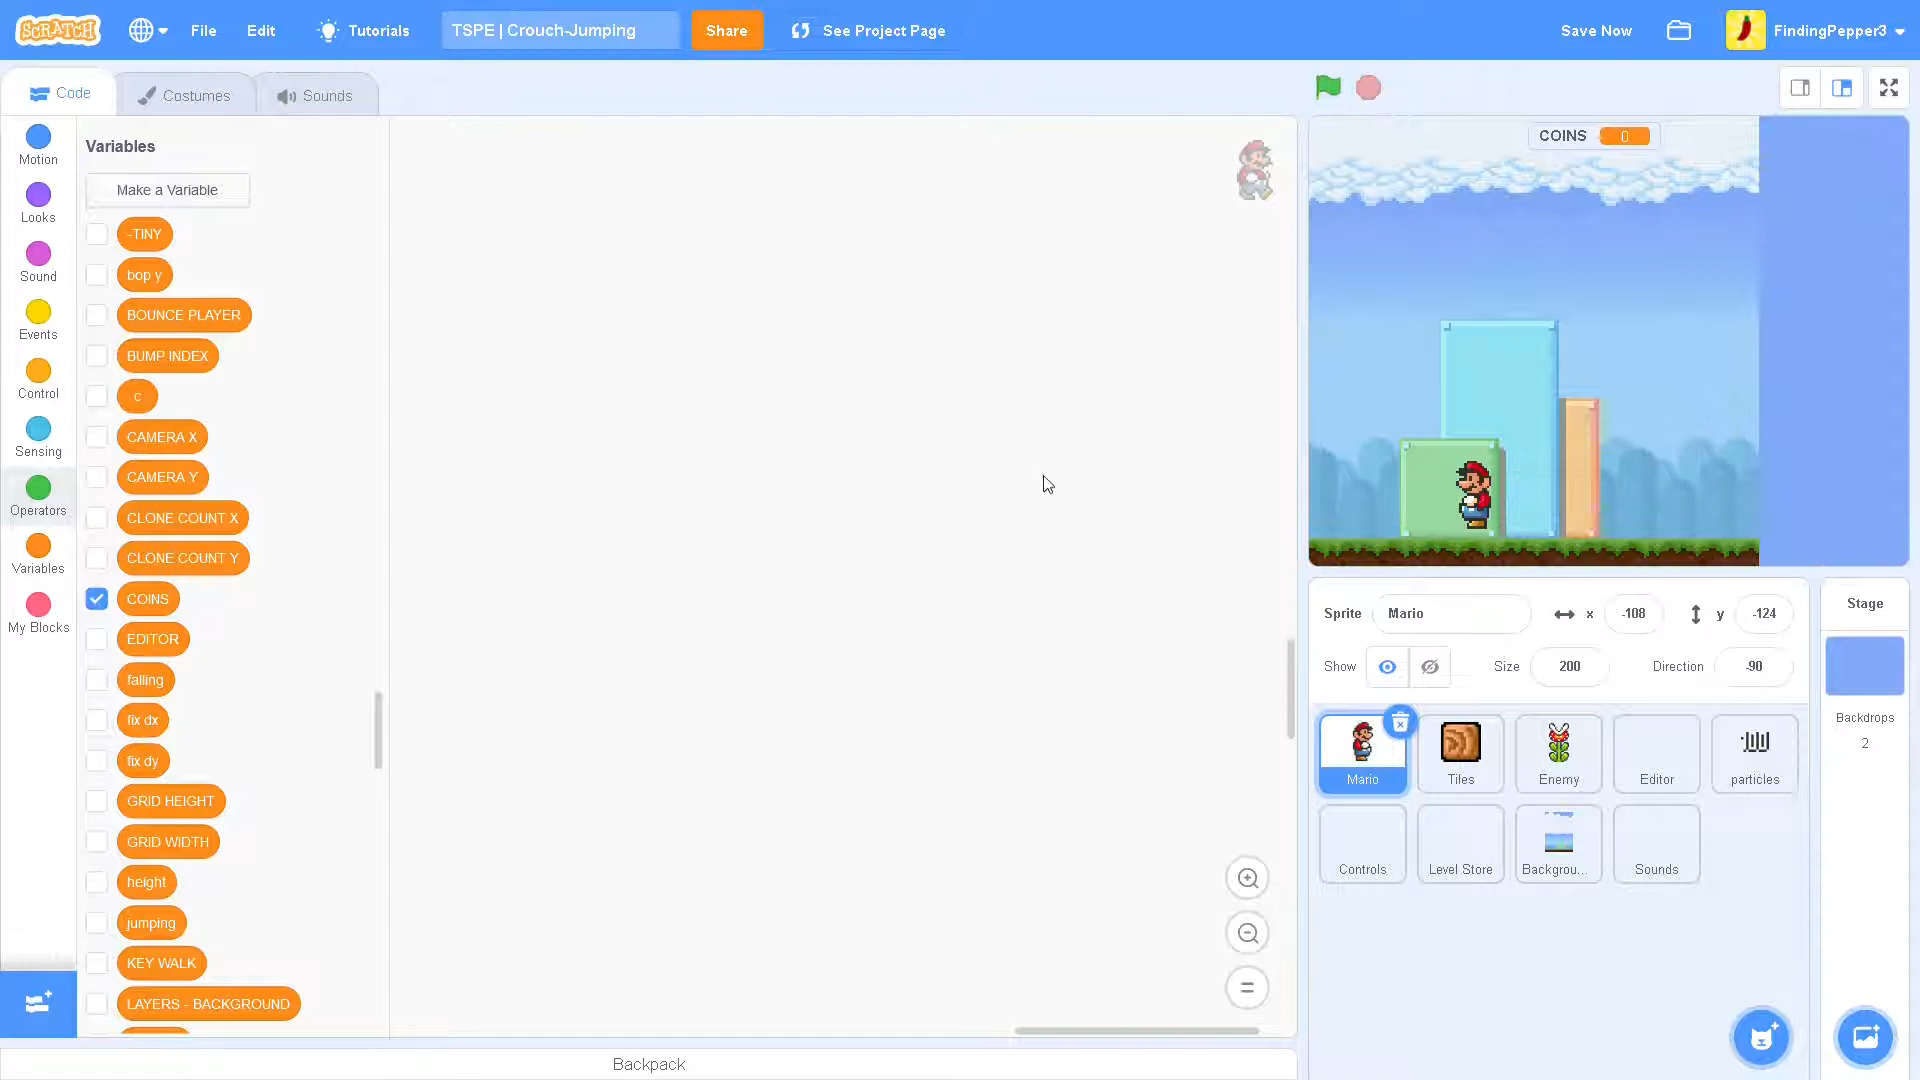 SCRATCH
File
Edit
Tutorials
TSPE | Crouch-Jumping
Share
See Project Page
Save Now
FindingPepper3
Code
Costumes
Sounds
Motion
Looks
Sound
Events
Control
Sensing
Operators
Variables
My Blocks
Variables
Make a Variable
-TINY
bop y
BOUNCE PLAYER
BUMP INDEX
c
CAMERA X
CAMERA Y
CLONE COUNT X
CLONE COUNT Y
COINS
EDITOR
falling
fix dx
fix dy
GRID HEIGHT
GRID WIDTH
height
jumping
KEY WALK
LAYERS - BACKGROUND
Backpack
COINS 0
Sprite Mario x -108 y -124
Show Size 200 Direction -90
Mario
Tiles
Enemy
Editor
particles
Controls
Level Store
Backgrou...
Sounds
Stage
Backdrops
2